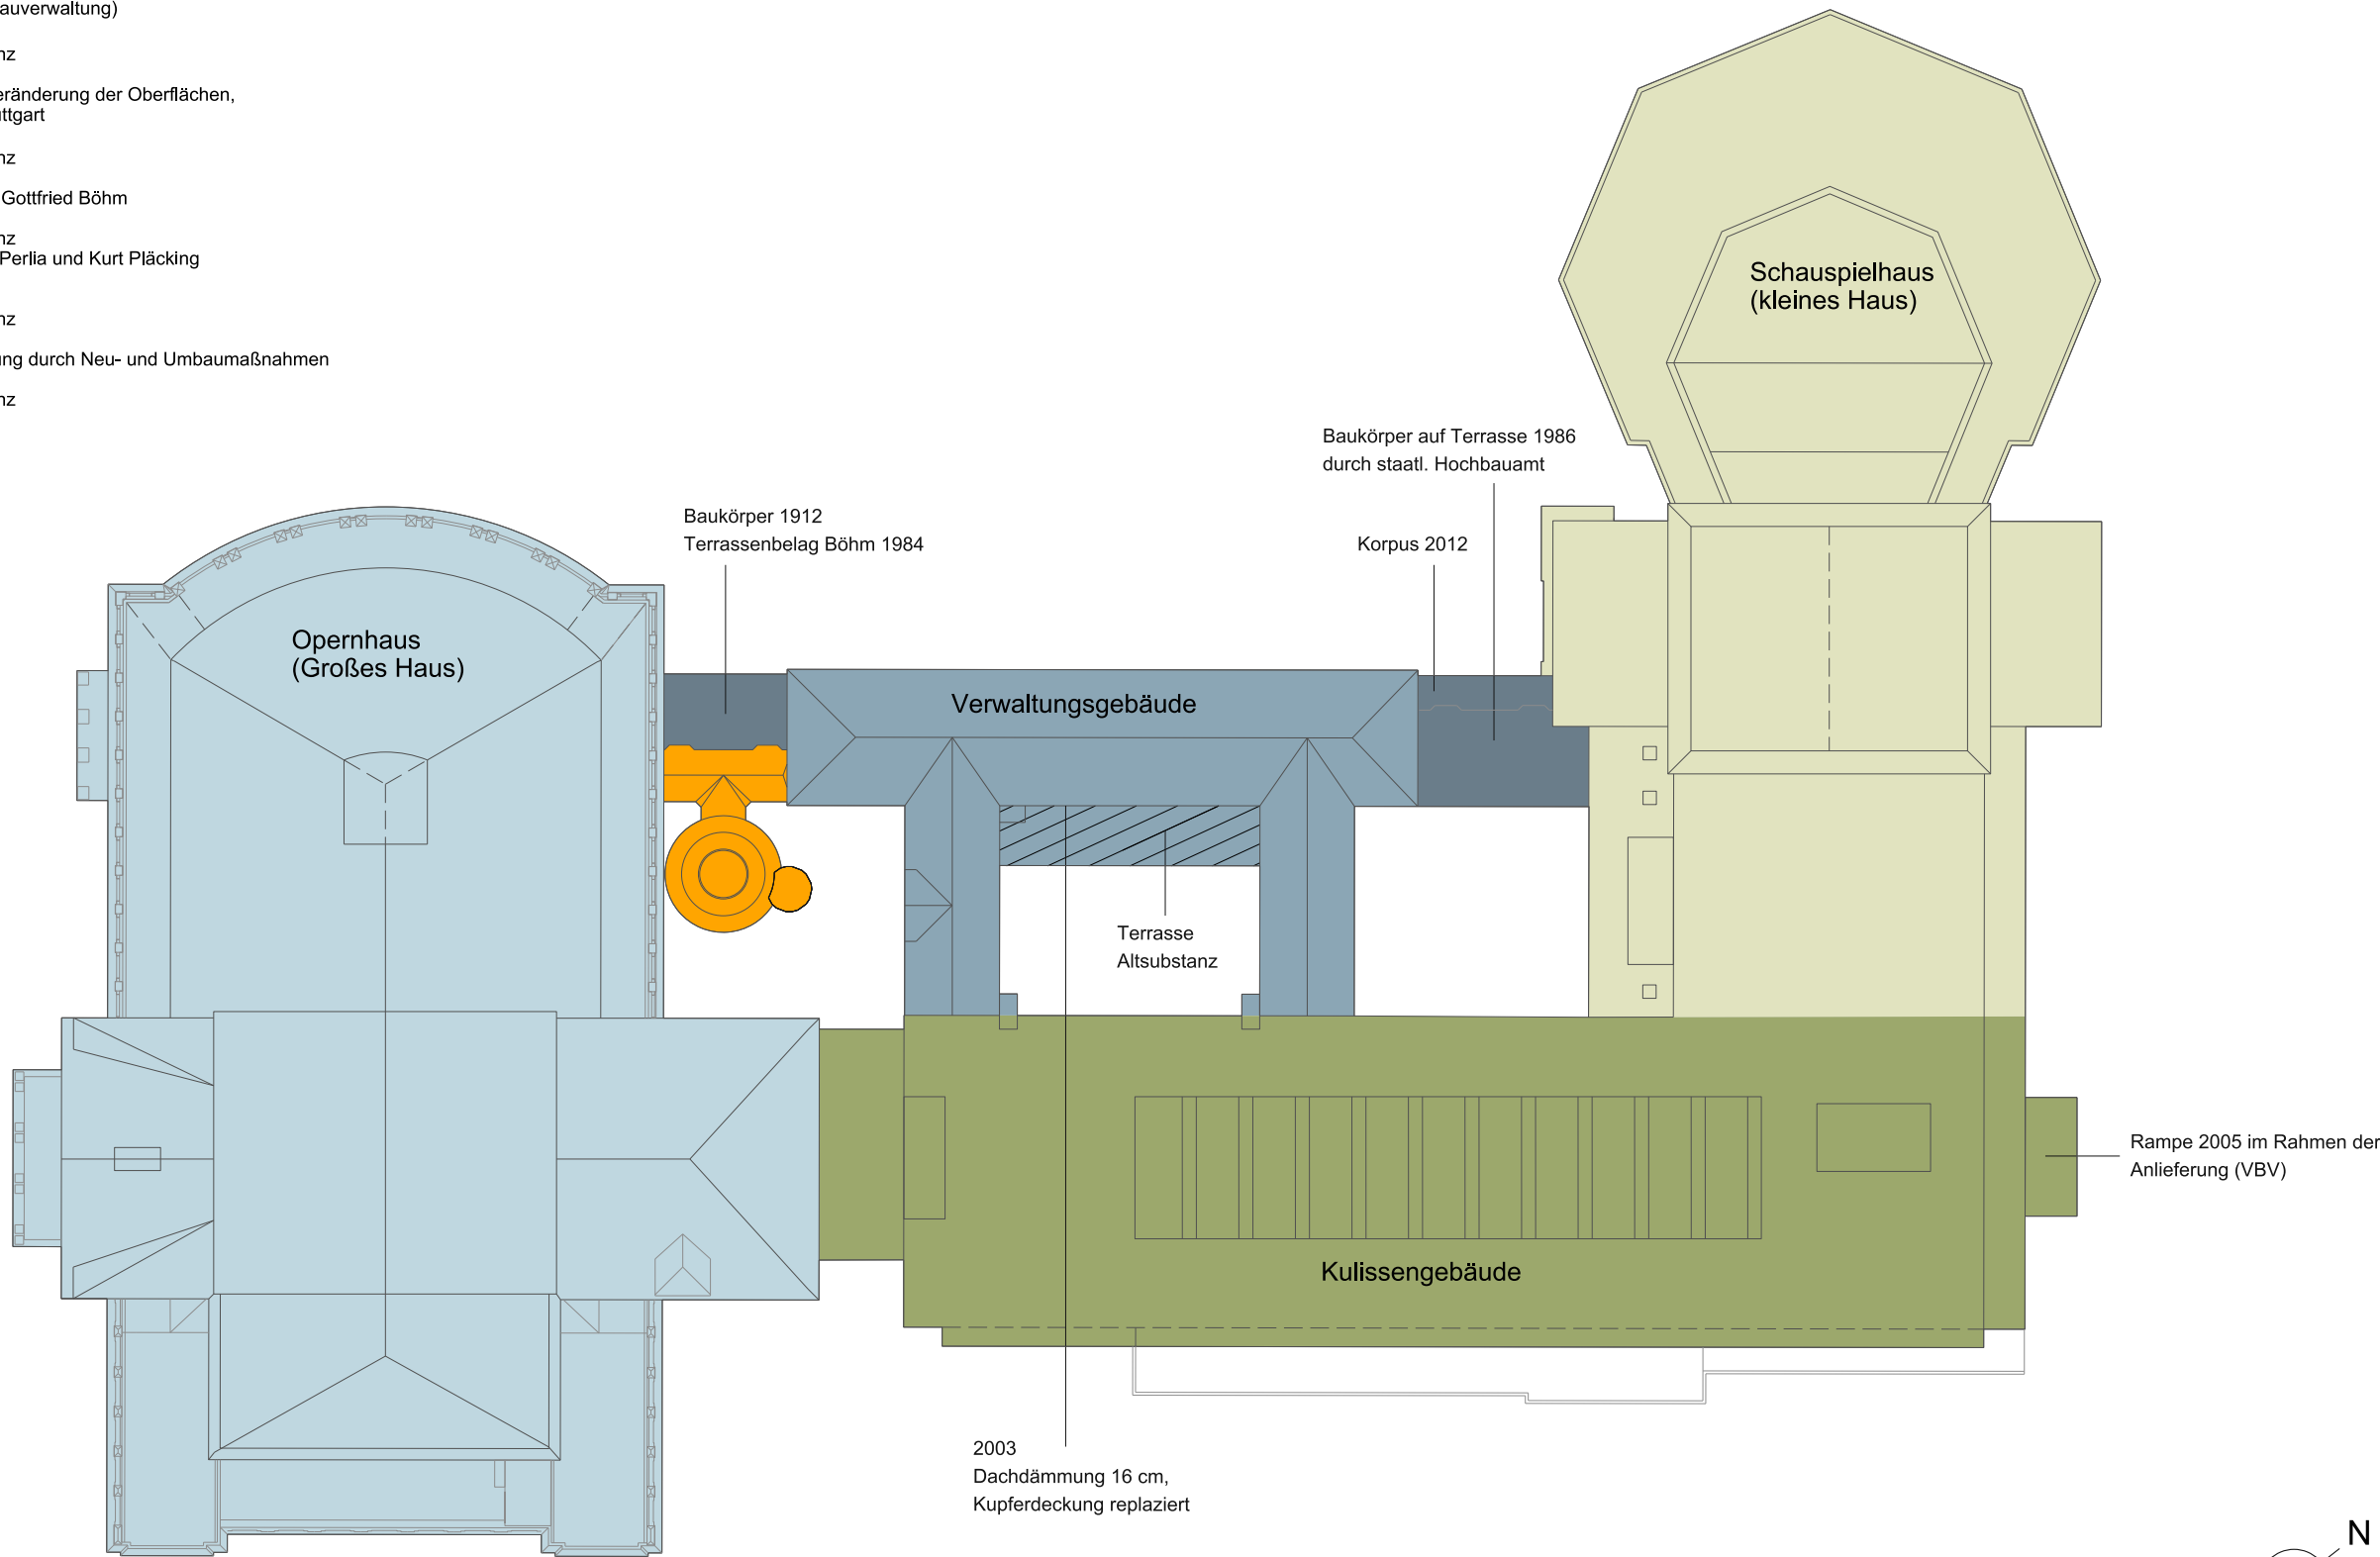 auverwaltung)
nz
eränderung der Oberflächen,
uttgart
nz
Gottfried Böhm
nz
Perlia und Kurt Pläcking
nz
ung durch Neu- und Umbaumaßnahmen
nz
Schauspielhaus
(kleines Haus)
Baukörper auf Terrasse 1986
durch staatl. Hochbauamt
Korpus 2012
Baukörper 1912
Terrassenbelag Böhm 1984
Opernhaus
(Großes Haus)
Verwaltungsgebäude
Terrasse
Altsubstanz
Rampe 2005 im Rahmen der
Anlieferung (VBV)
Kulissengebäude
2003
Dachdämmung 16 cm,
Kupferdeckung replaziert
N